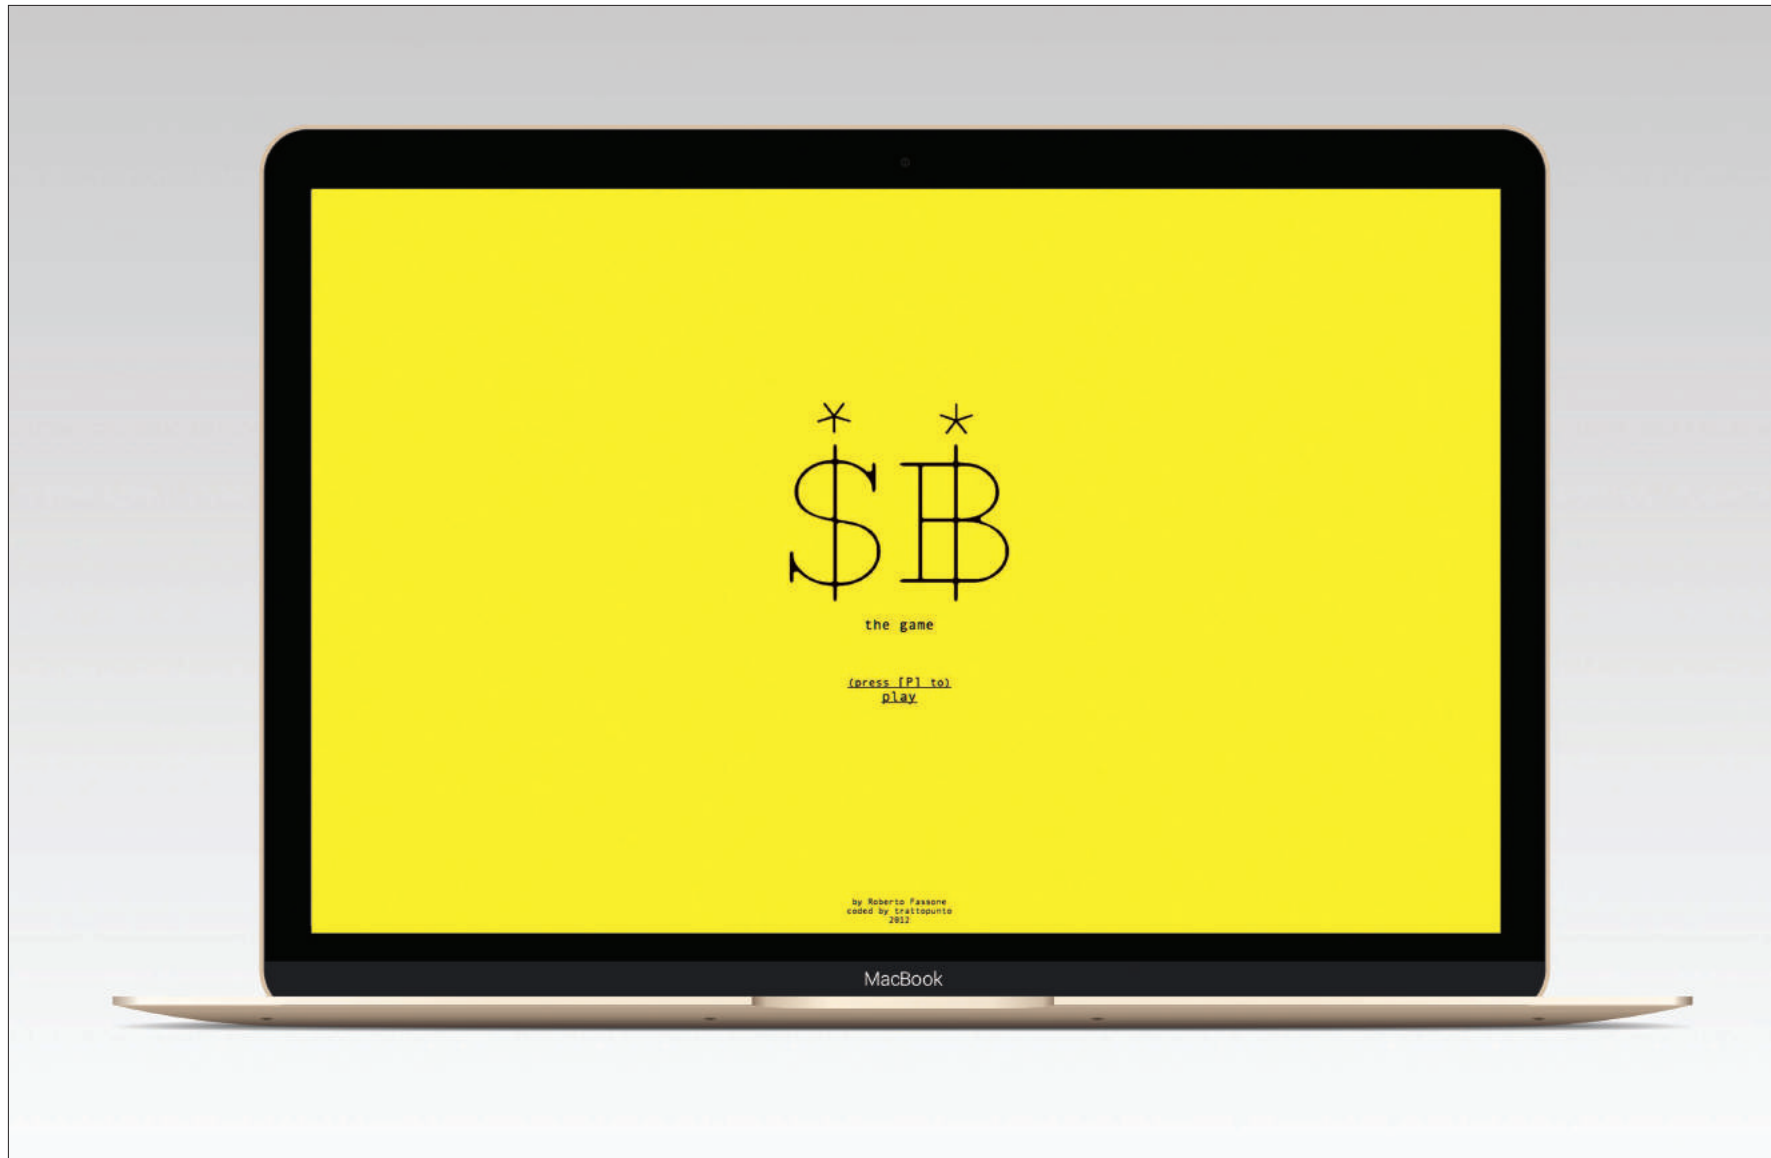 * *
$ B
the game
(press [P] to)
play
by Roberto Fassone
coded by trattopunto
2012
MacBook